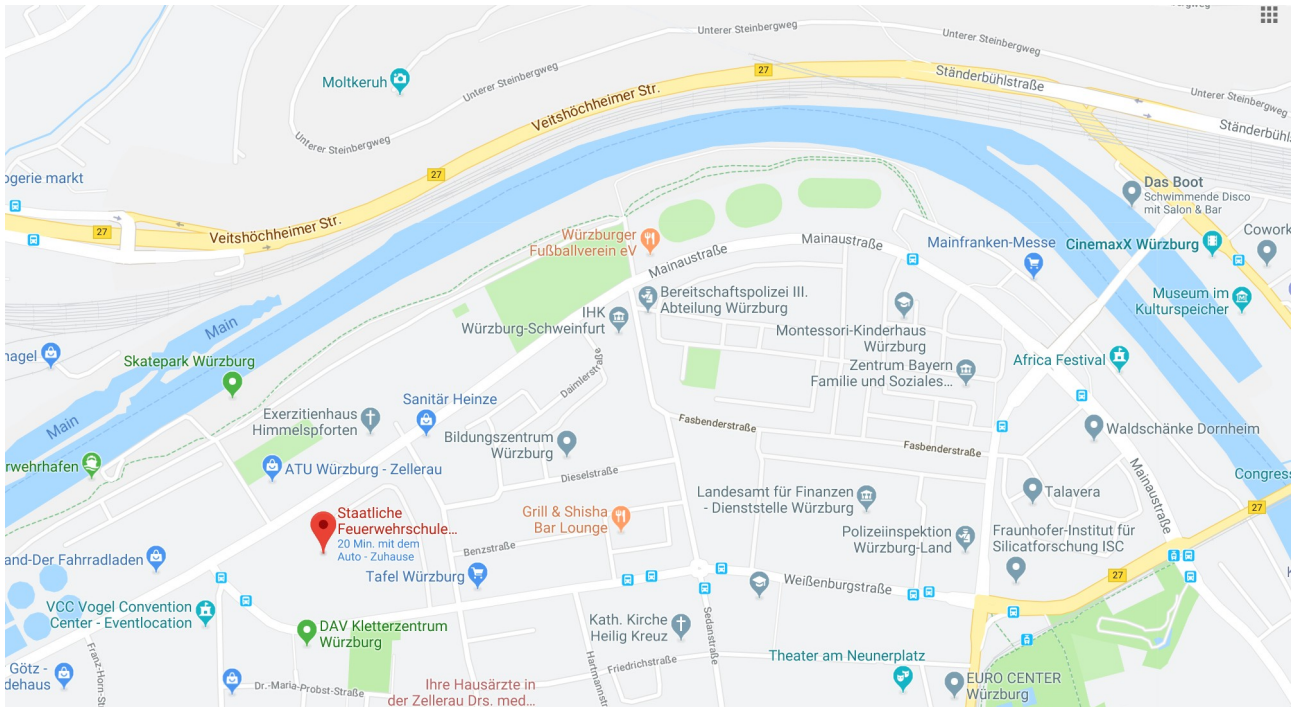 Unterer Steinbergweg
Unterer Steinbergweg
Moltkeruh
Unterer Steinbergweg
27
Ständerbühlstraße
Unterer Steinbergweg
Veitshöchheimer Str.
Unterer Steinbergweg
27
ogerie markt
Das Boot
Schwimmende Disco
mit Salon & Bar
27
Veitshöchheimer Str.
Würzburger
Fußballverein eV
Mainaustraße
Mainaustraße
Mainfranken-Messe
CinemaxX Würzburg
Cowork
Bereitschaftspolizei III.
Abteilung Würzburg
IHK
Würzburg-Schweinfurt
Museum im
Kulturspeicher
Main
Montessori-Kinderhaus
Würzburg
nagel
Skatepark Würzburg
Daimlerstraße
Zentrum Bayern
Familie und Soziales...
Africa Festival
Sanitär Heinze
Exerzitienhaus
Himmelspforten
Main
Fasbenderstraße
Fasbenderstraße
Waldschänke Dornheim
Bildungszentrum
Würzburg
rwehrhafen
ATU Würzburg - Zellerau
Dieselstraße
Mainaustraße
Congress
Landesamt für Finanzen
- Dienststelle Würzburg
Talavera
27
Staatliche
Feuerwehrschule...
20 Min. mit dem
Auto - Zuhause
Grill & Shisha
Bar Lounge
Polizeiinspektion
Würzburg-Land
Fraunhofer-Institut für
Silicatforschung ISC
Benzstraße
and-Der Fahrradladen
Tafel Würzburg
Weißenburgstraße
27
VCC Vogel Convention
Center - Eventlocation
DAV Kletterzentrum
Würzburg
Kath. Kirche
Heilig Kreuz
Sedanstraße
Friedrichstraße
Theater am Neunerplatz
Götz -
dehaus
Franz-Horn-St
Dr.-Maria-Probst-Straße
Ihre Hausärzte in
der Zellerau Drs. med...
Hartmannst
EURO CENTER
Würzburg